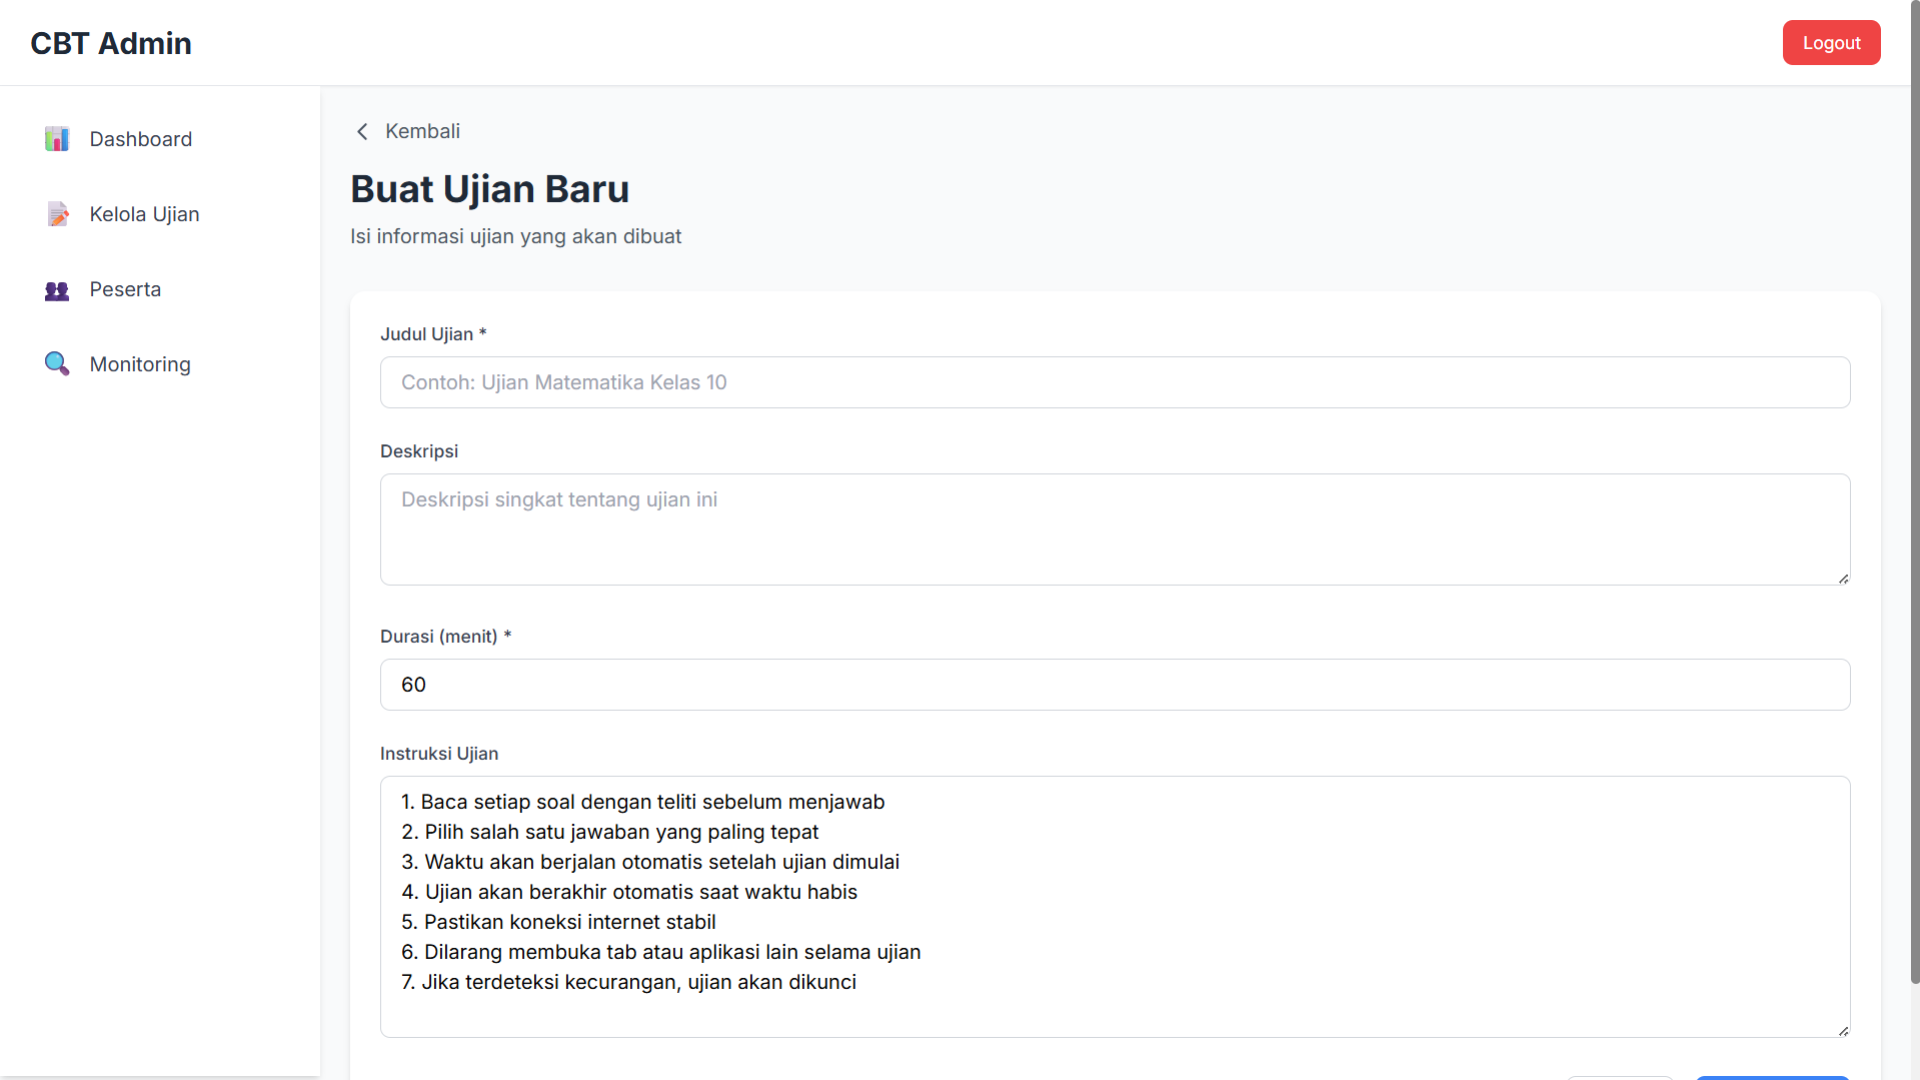 CBT Admin
Logout
Dashboard
Kelola Ujian
Peserta
Monitoring
Kembali
Buat Ujian Baru
Isi informasi ujian yang akan dibuat
Judul Ujian *
Contoh: Ujian Matematika Kelas 10
Deskripsi
Deskripsi singkat tentang ujian ini
Durasi (menit) *
60
Instruksi Ujian
1. Baca setiap soal dengan teliti sebelum menjawab
2. Pilih salah satu jawaban yang paling tepat
3. Waktu akan berjalan otomatis setelah ujian dimulai
4. Ujian akan berakhir otomatis saat waktu habis
5. Pastikan koneksi internet stabil
6. Dilarang membuka tab atau aplikasi lain selama ujian
7. Jika terdeteksi kecurangan, ujian akan dikunci